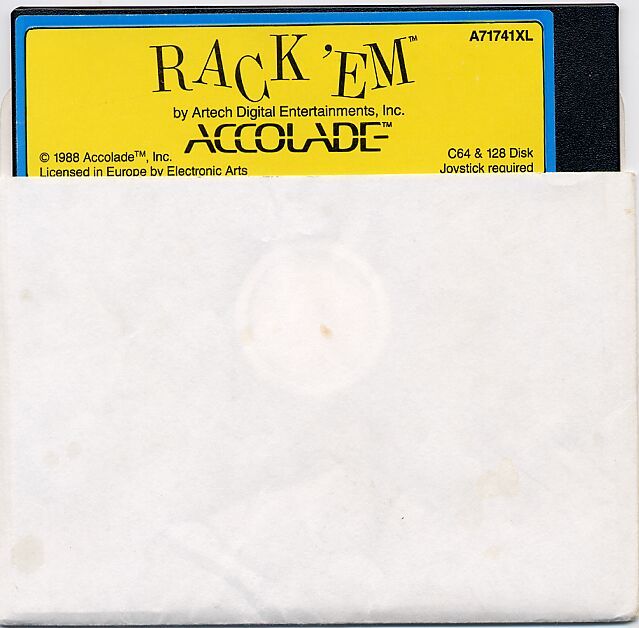 A71741XL
RACK 'EM™
by Artech Digital Entertainments, Inc.
ACCOLADE™
© 1988 Accolade™, Inc.
C64 & 128 Disk
Licensed in Europe by Electronic Arts
Joystick required